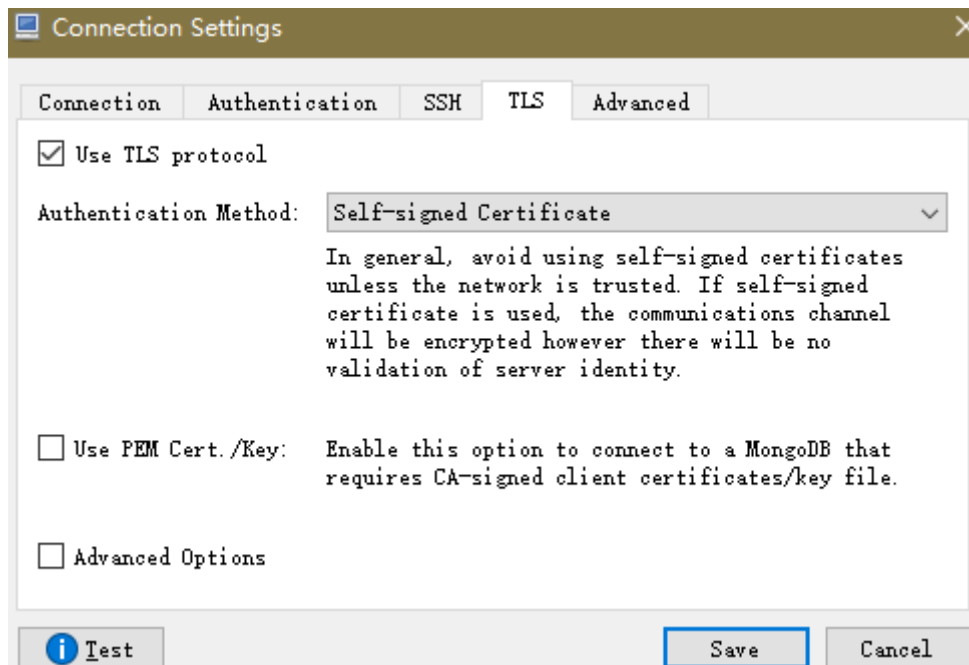 Connection Settings
Connection Authentication SSH TLS Advanced
Use TLS protocol
Authentication Method: Self-signed Certificate
In general, avoid using self-signed certificates
unless the network is trusted. If self-signed
certificate is used, the communications channel
will be encrypted however there will be no
validation of server identity.
Use PEM Cert./Key: Enable this option to connect to a MongoDB that
requires CA-signed client certificates/key file.
Advanced Options
Test Save Cancel